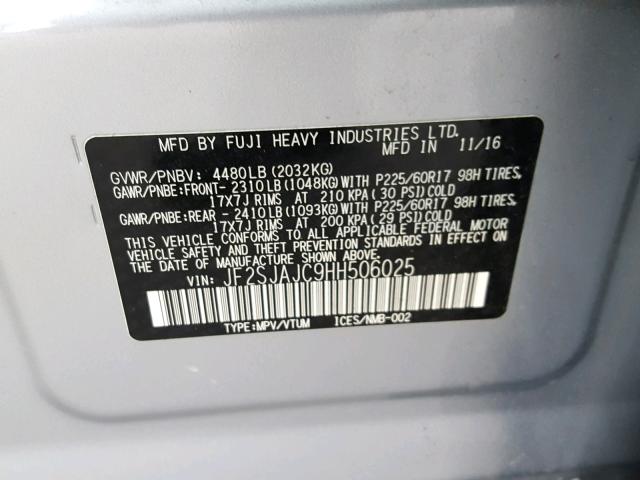 MFD BY FUJI HEAVY INDUSTRIES LTD.
MFD IN 11/16
GVWR/PNBV: 4480LB (2032KG)
GAWR/PNBE:FRONT- 2310LB(1048KG)WITH P225/60R17 98H TIRES,
17X7J RIMS AT 210 KPA (30 PSI)COLD
GAWR/PNBE:REAR - 2410LB(1093KG)WITH P225/60R17 98H TIRES,
17X7J RIMS AT 200 KPA (29 PSI)COLD
THIS VEHICLE CONFORMS TO ALL APPLICABLE FEDERAL MOTOR
VEHICLE SAFETY, BUMPER, AND THEFT PREVENTION STANDARDS
IN EFFECT ON THE DATE OF MANUFACTURE SHOWN ABOVE.
VIN: JF2SJAJC9HH506025
TYPE:MPV/VTUM ICES/NMB-002